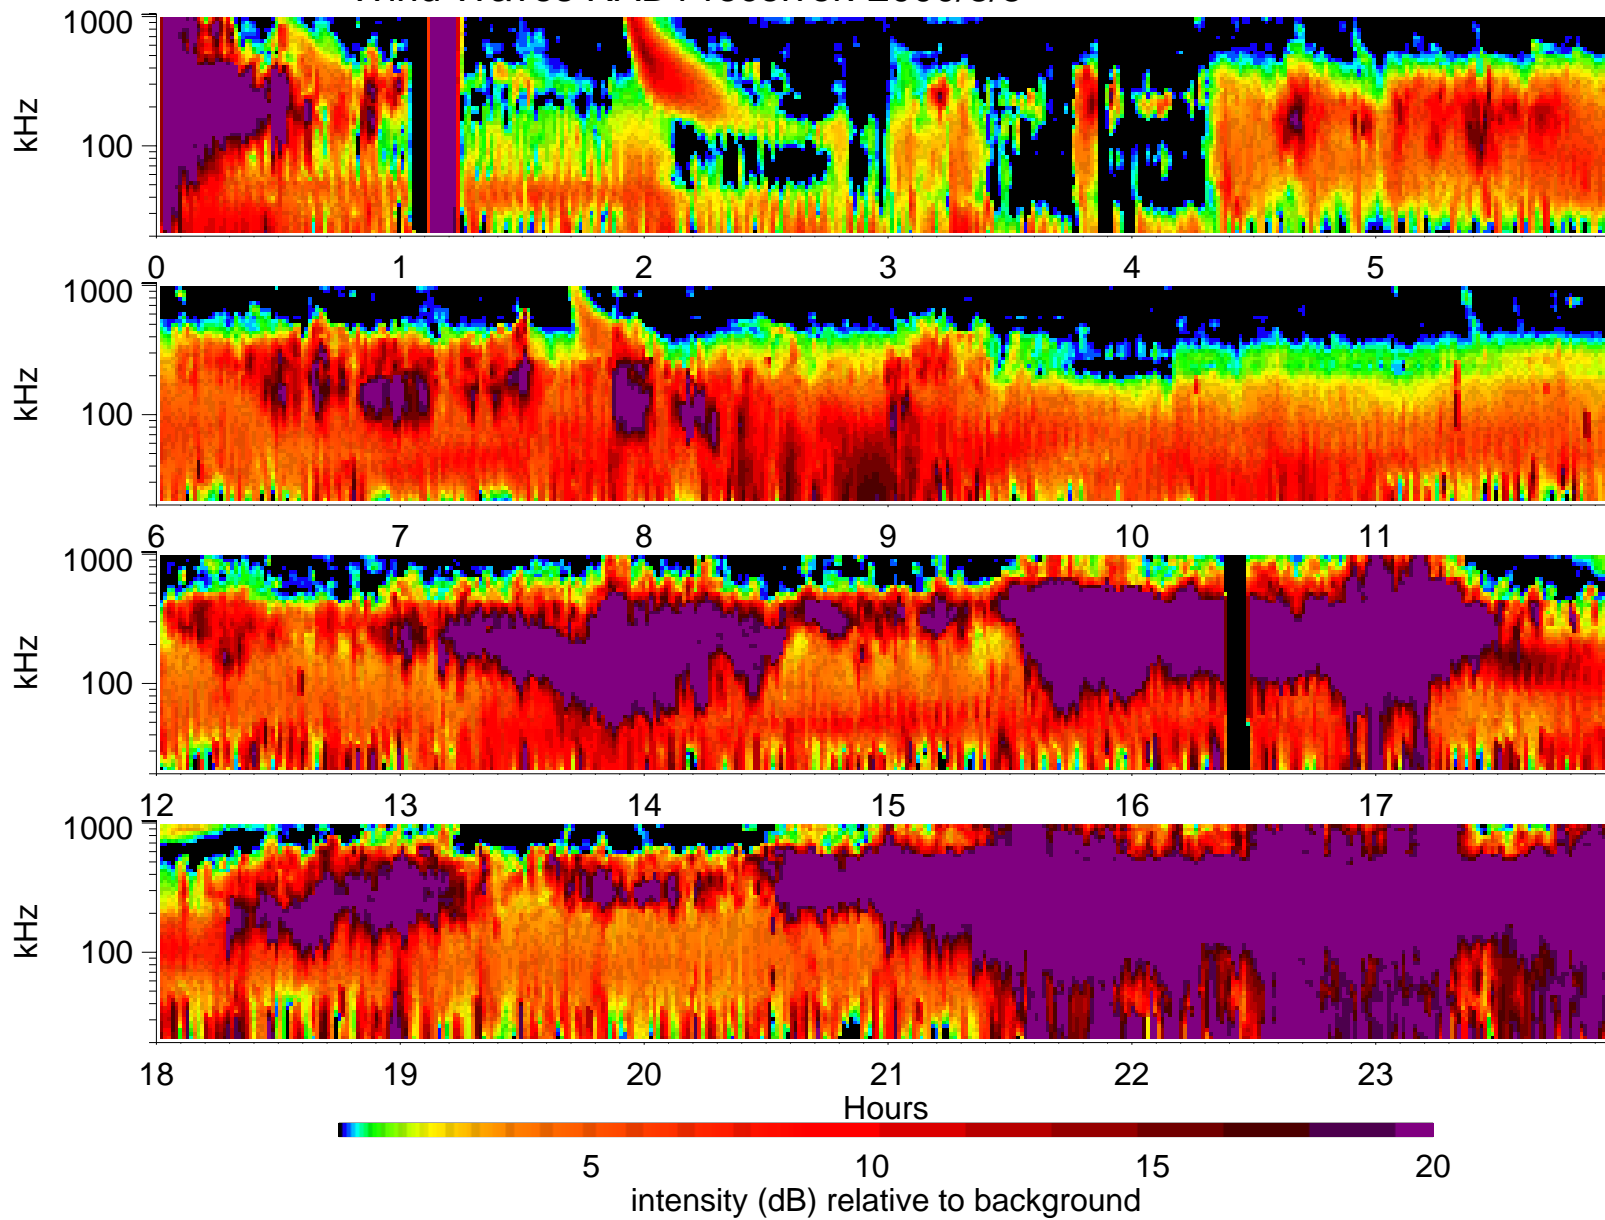 kHz 1000 100
0 1 2 3 4 5
kHz 1000 100
6 7 8 9 10 11
kHz 1000 100
12 13 14 15 16 17
kHz 1000 100
18 19 20 21 22 23
Hours
5 10 15 20
intensity (dB) relative to background